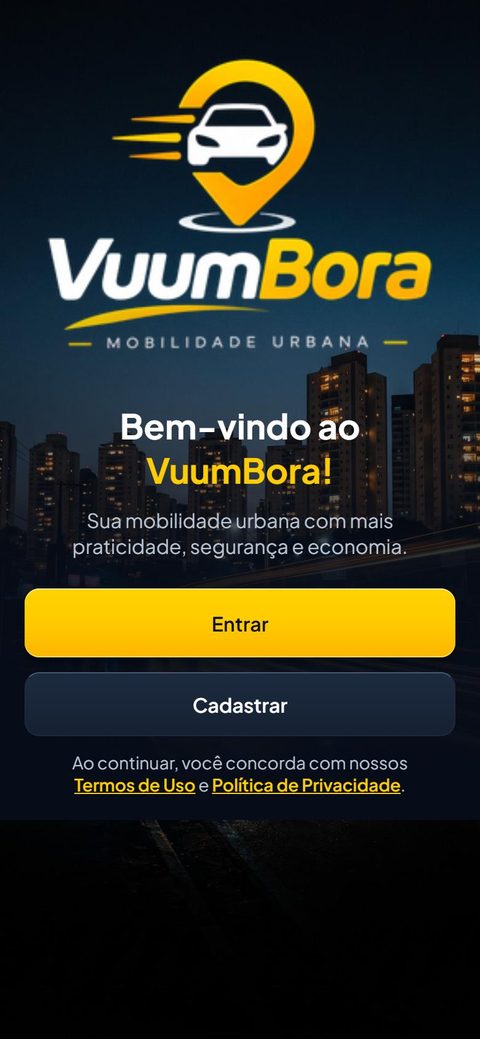 VuumBora
MOBILIDADE URBANA
Bem-vindo ao
VuumBora!
Sua mobilidade urbana com mais
praticidade, segurança e economia.
Entrar
Cadastrar
Ao continuar, você concorda com nossos
Termos de Uso e Política de Privacidade.